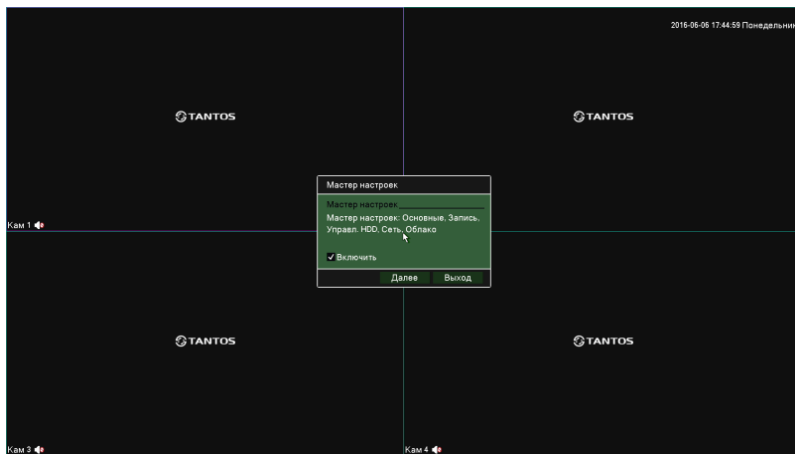 2016-06-06 17:44:59 Понедельник
TANTOS
TANTOS
Мастер настроек
Мастер настроек
Мастер настроек: Основные, Запись,
Управл. HDD, Сеть, Облако
Включить
Далее Выход
Кам 1
TANTOS
TANTOS
Кам 3
Кам 4